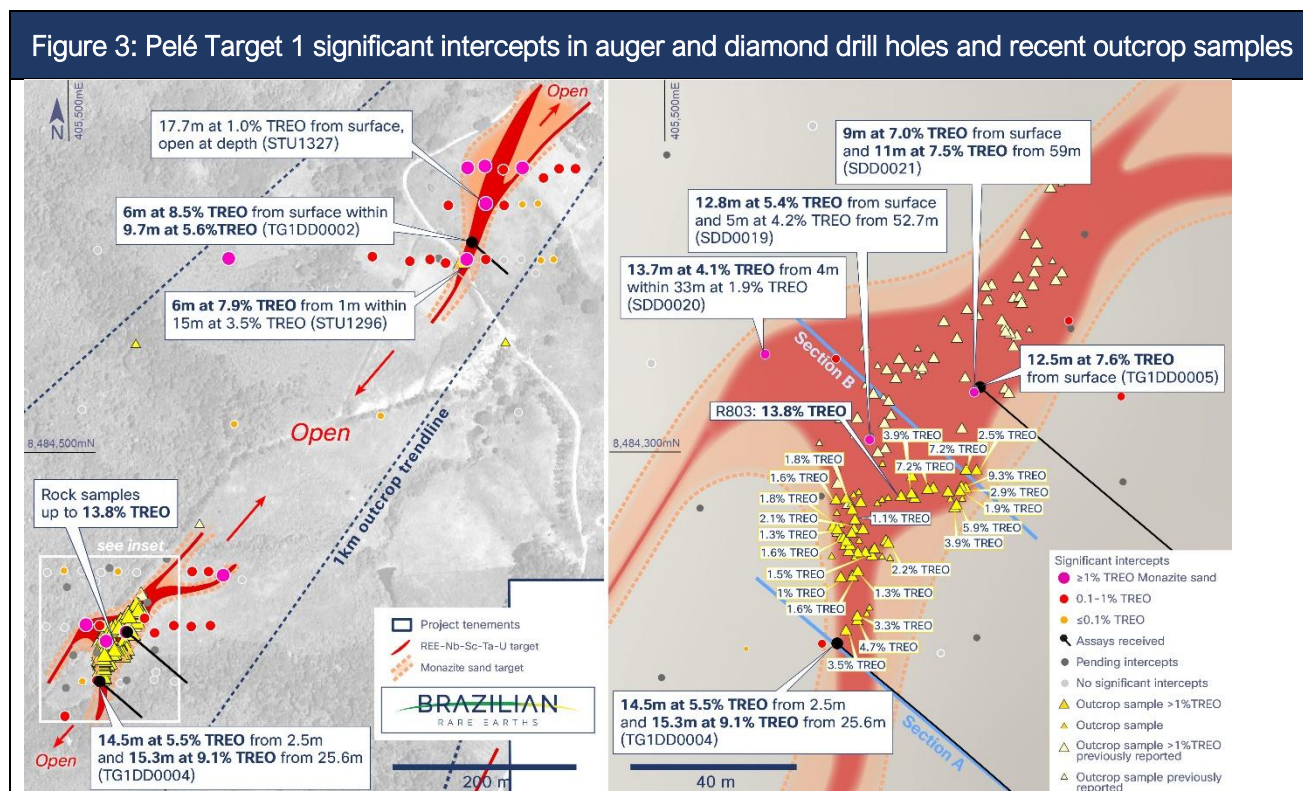 Figure 3: Pelé Target 1 significant intercepts in auger and diamond drill holes and recent outcrop samples
N
405,500mE
Open
17.7m at 1.0% TREO from surface,
open at depth (STU1327)
6m at 8.5% TREO from surface within
9.7m at 5.6%TREO (TG1DD0002)
6m at 7.9% TREO from 1m within
15m at 3.5% TREO (STU1296)
Open
8,484,500mN
1km outcrop trendline
Rock samples
up to 13.8% TREO
see inset
Open
14.5m at 5.5% TREO from 2.5m
and 15.3m at 9.1% TREO from 25.6m
(TG1DD0004)
Project tenements
REE-Nb-Sc-Ta-U target
Monazite sand target
BRAZILIAN
RARE EARTHS
200 m
405,500mE
9m at 7.0% TREO from surface
and 11m at 7.5% TREO from 59m
(SDD0021)
12.8m at 5.4% TREO from surface
and 5m at 4.2% TREO from 52.7m
(SDD0019)
13.7m at 4.1% TREO from 4m
within 33m at 1.9% TREO
(SDD0020)
Section B
12.5m at 7.6% TREO
from surface (TG1DD0005)
R803: 13.8% TREO
8,484,300mN
3.9% TREO
2.5% TREO
7.2% TREO
1.8% TREO
7.2% TREO
1.6% TREO
9.3% TREO
2.9% TREO
1.8% TREO
1.9% TREO
2.1% TREO
1.1% TREO
5.9% TREO
1.3% TREO
3.9% TREO
1.6% TREO
2.2% TREO
1.5% TREO
1% TREO
1.3% TREO
1.6% TREO
3.3% TREO
4.7% TREO
3.5% TREO
14.5m at 5.5% TREO from 2.5m
and 15.3m at 9.1% TREO from 25.6m
(TG1DD0004)
Section A
40 m
Significant intercepts
≥1% TREO Monazite sand
0.1-1% TREO
≤0.1% TREO
Assays received
Pending intercepts
No significant intercepts
Outcrop sample >1%TREO
Outcrop sample
Outcrop sample >1%TREO
previously reported
Outcrop sample previously
reported